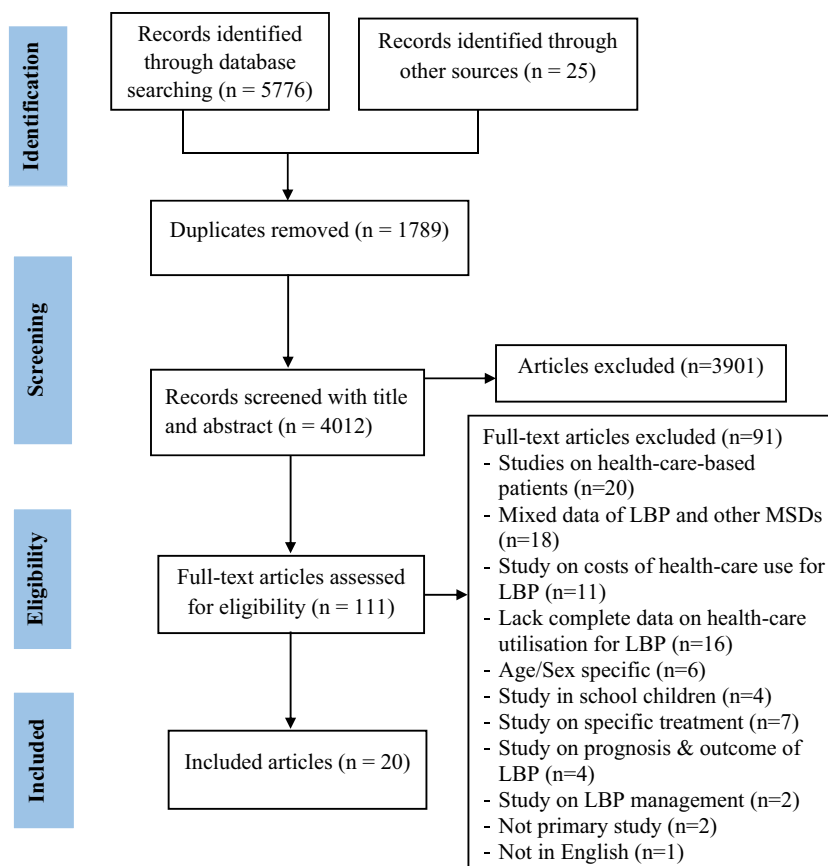 Identification
Records identified
through database
searching (n = 5776)
Records identified through
other sources (n = 25)
Duplicates removed (n = 1789)
Screening
Records screened with title
and abstract (n = 4012)
Articles excluded (n=3901)
Eligibility
Full-text articles assessed
for eligibility (n = 111)
Full-text articles excluded (n=91)
- Studies on health-care-based
patients (n=20)
- Mixed data of LBP and other MSDs
(n=18)
- Study on costs of health-care use for
LBP (n=11)
- Lack complete data on health-care
utilisation for LBP (n=16)
- Age/Sex specific (n=6)
- Study in school children (n=4)
- Study on specific treatment (n=7)
- Study on prognosis & outcome of
LBP (n=4)
- Study on LBP management (n=2)
- Not primary study (n=2)
- Not in English (n=1)
Included
Included articles (n = 20)